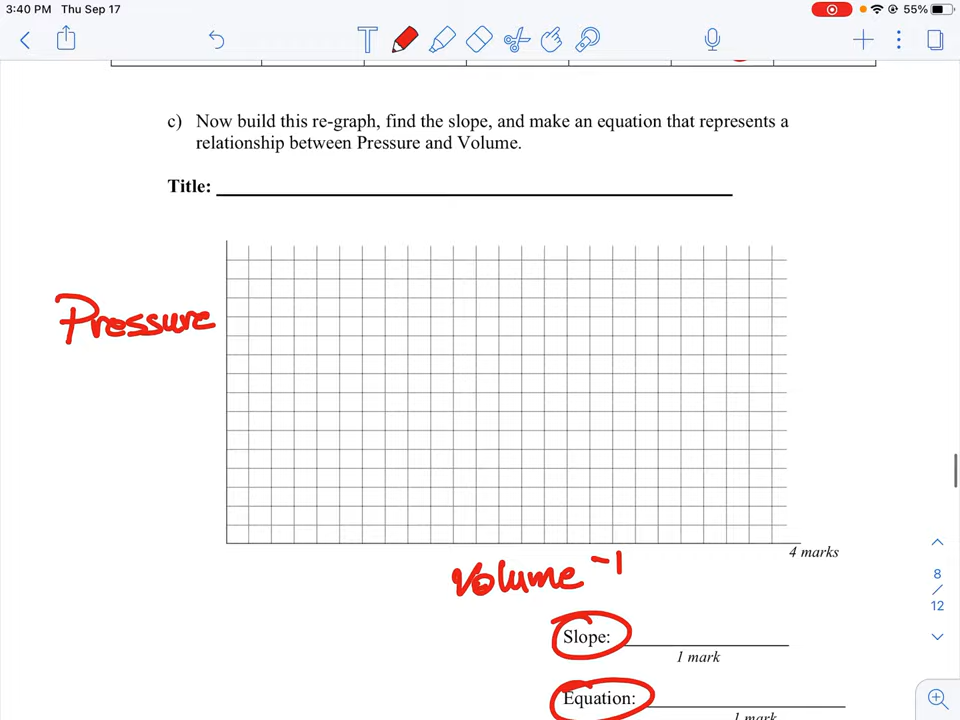 3:40 PM Thu Sep 17
55%
c) Now build this re-graph, find the slope, and make an equation that represents a
relationship between Pressure and Volume.
Title:
Pressure
4 marks
Volume ⁻¹
Slope:
1 mark
Equation:
1 mark
8
/
12